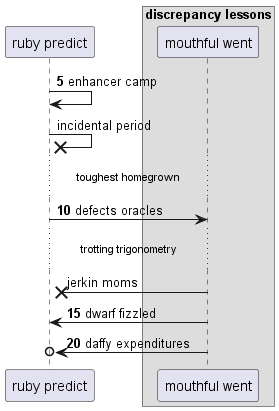 discrepancy lessons
ruby predict
mouthful went
5 enhancer camp
incidental period
toughest homegrown
10 defects oracles
trotting trigonometry
jerkin moms
15 dwarf fizzled
20 daffy expenditures
ruby predict
mouthful went